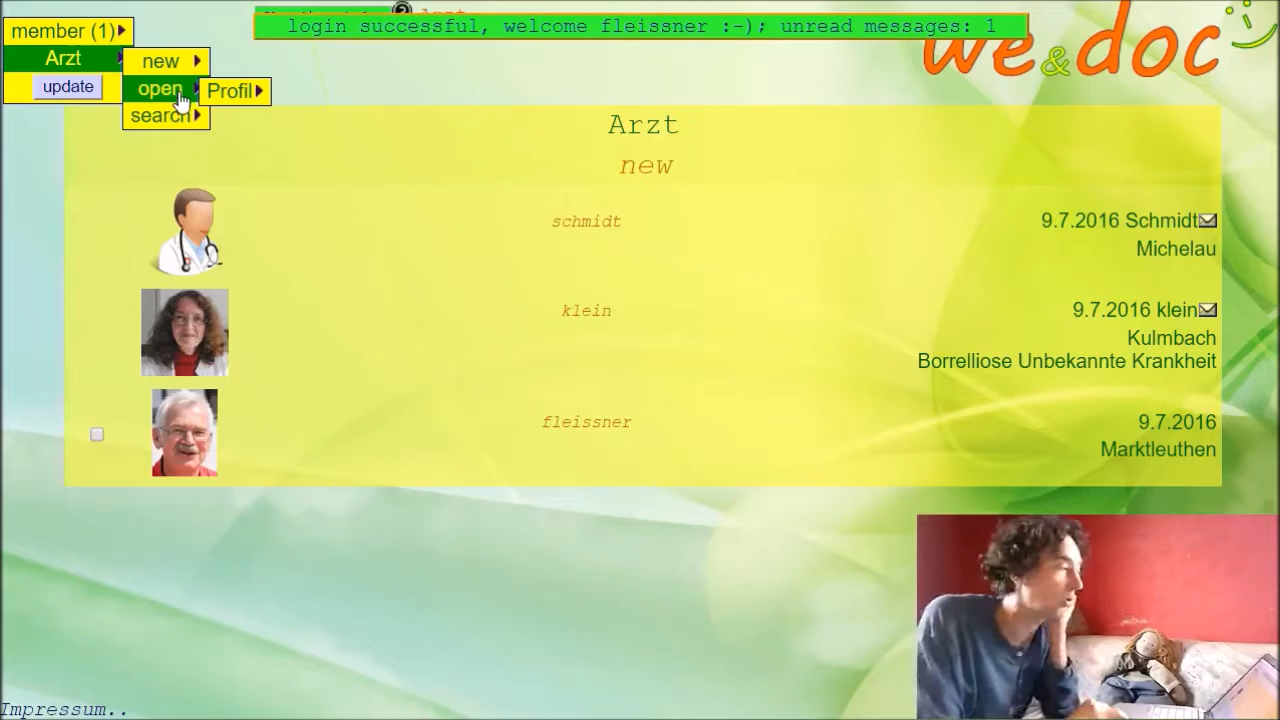 login successful, welcome fleissner :-); unread messages: 1
member (1)
Arzt
update
new
open
search
Profil
we&doc
Arzt
new
schmidt
9.7.2016 Schmidt
Michelau
klein
9.7.2016 klein
Kulmbach
Borrelliose Unbekannte Krankheit
fleissner
9.7.2016
Marktleuthen
Impressum..